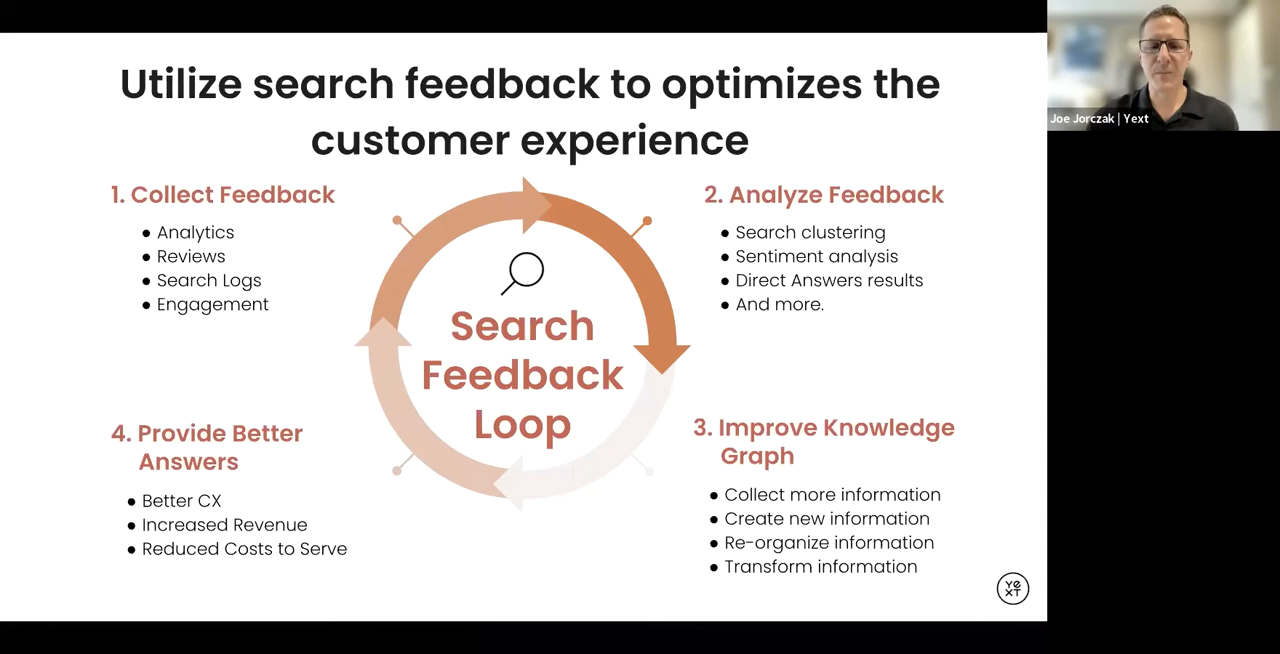 Utilize search feedback to optimizes the
customer experience
Joe Jorczak | Yext
1. Collect Feedback
● Analytics
● Reviews
● Search Logs
● Engagement
2. Analyze Feedback
● Search clustering
● Sentiment analysis
● Direct Answers results
● And more.
Search
Feedback
Loop
3. Improve Knowledge
Graph
● Collect more information
● Create new information
● Re-organize information
● Transform information
4. Provide Better
Answers
● Better CX
● Increased Revenue
● Reduced Costs to Serve
yext